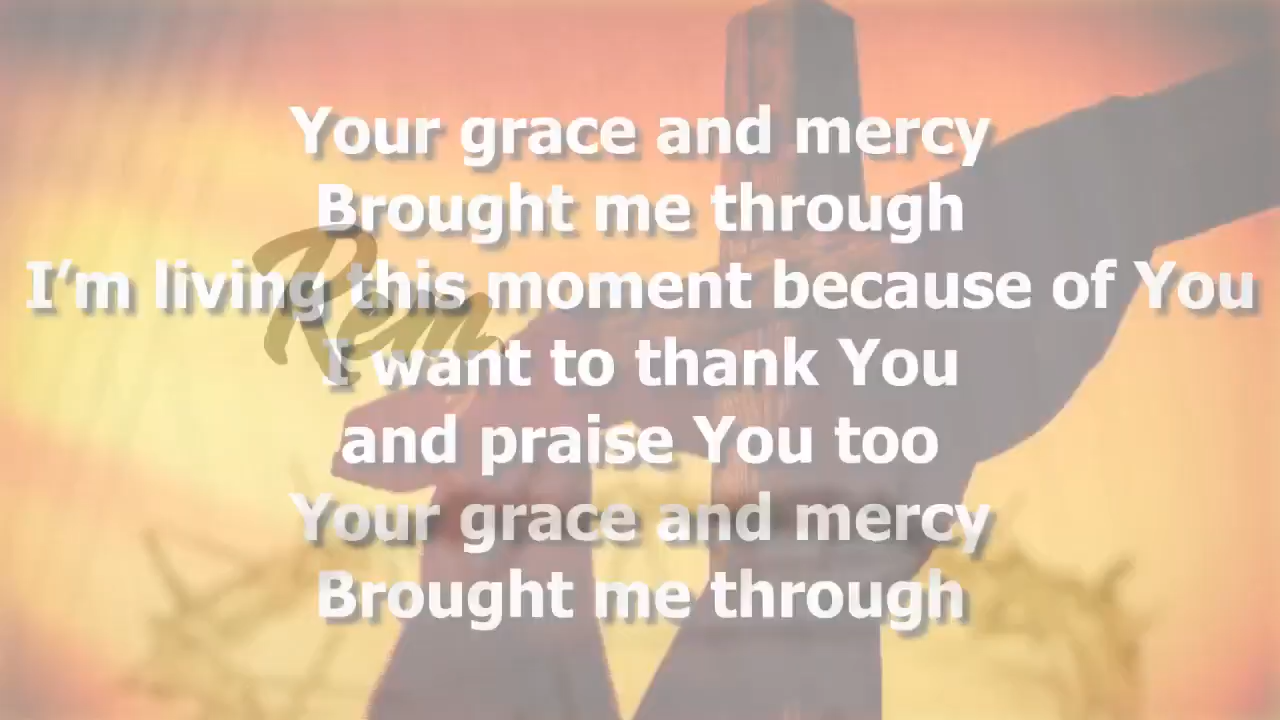 Your grace and mercy
Brought me through
I’m living this moment because of You
Rem
I want to thank You
and praise You too
Your grace and mercy
Brought me through